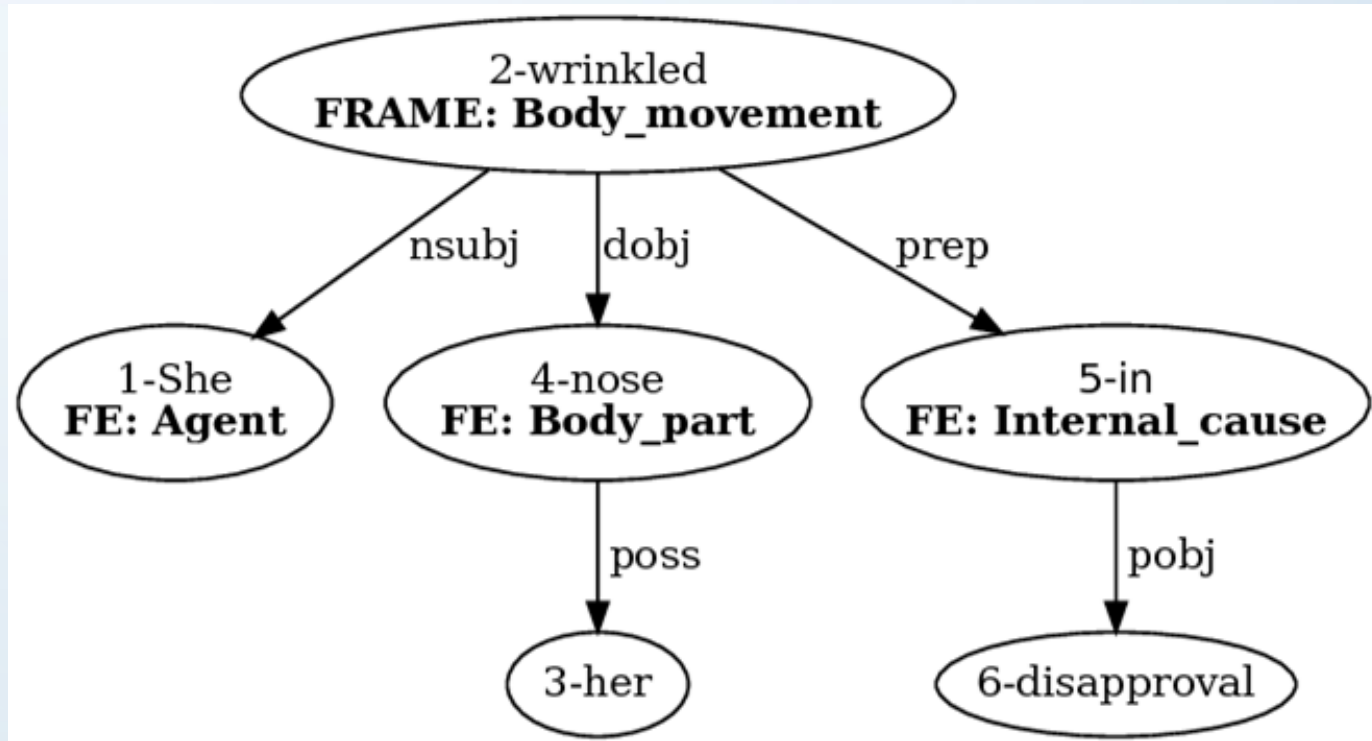 2-wrinkled
FRAME: Body_movement
nsubj
dobj
prep
1-She
FE: Agent
4-nose
FE: Body_part
5-in
FE: Internal_cause
poss
pobj
3-her
6-disapproval